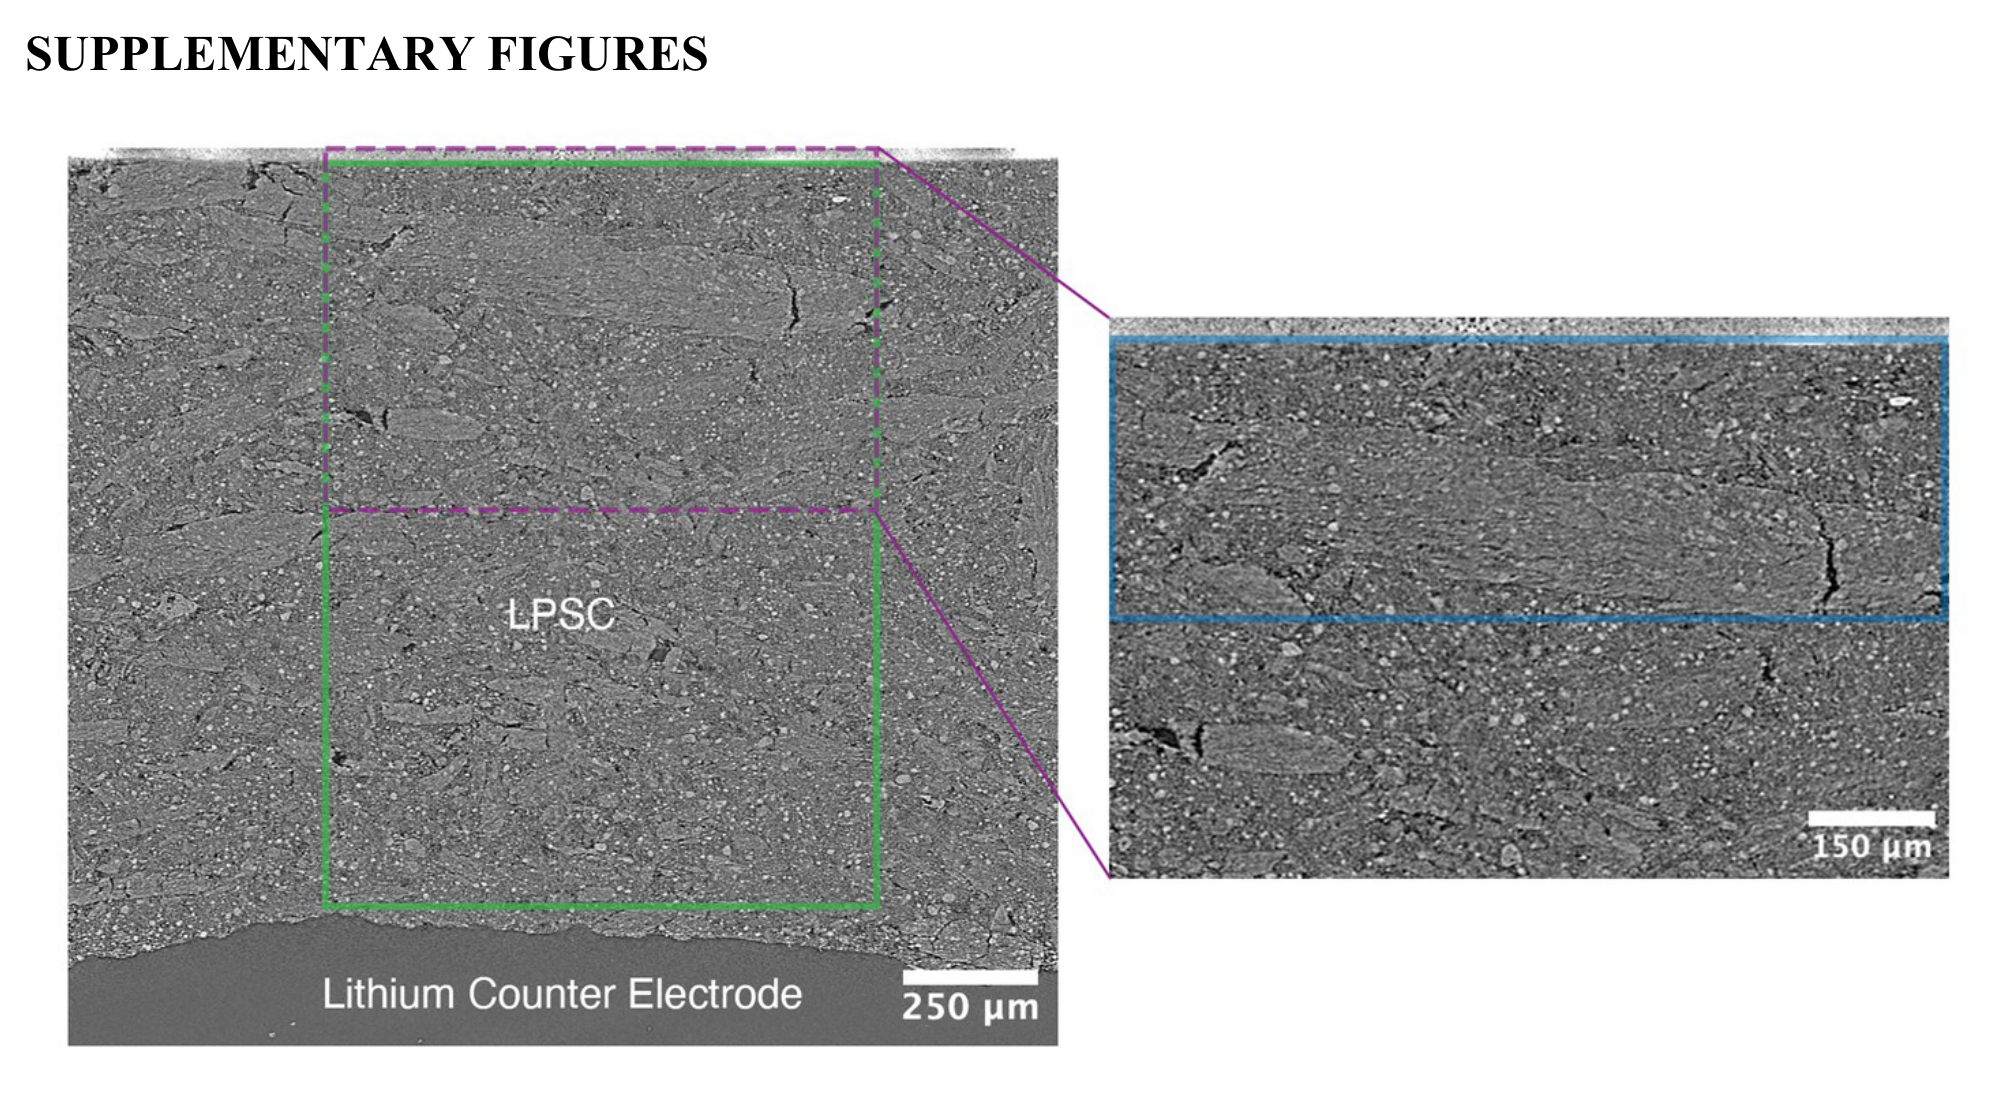 SUPPLEMENTARY FIGURES
LPSC
Lithium Counter Electrode
250 µm
150 µm